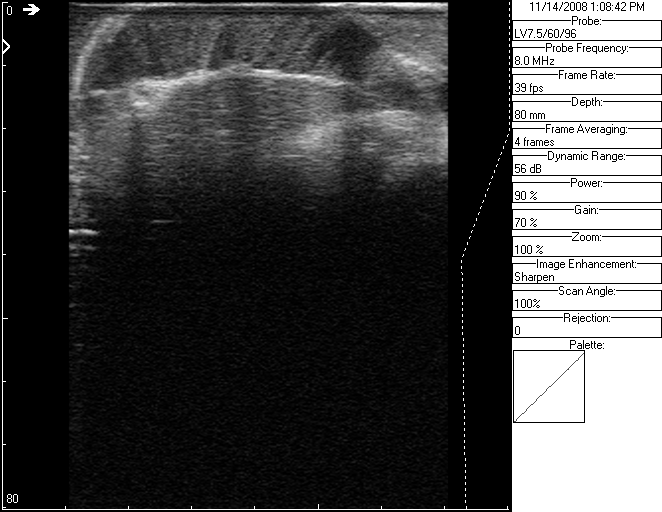 0
80
11/14/2008 1:08:42 PM
Probe:
LV7.5/60/96
Probe Frequency:
8.0 MHz
Frame Rate:
39 fps
Depth:
80 mm
Frame Averaging:
4 frames
Dynamic Range:
56 dB
Power:
90 %
Gain:
70 %
Zoom:
100 %
Image Enhancement:
Sharpen
Scan Angle:
100%
Rejection:
0
Palette: